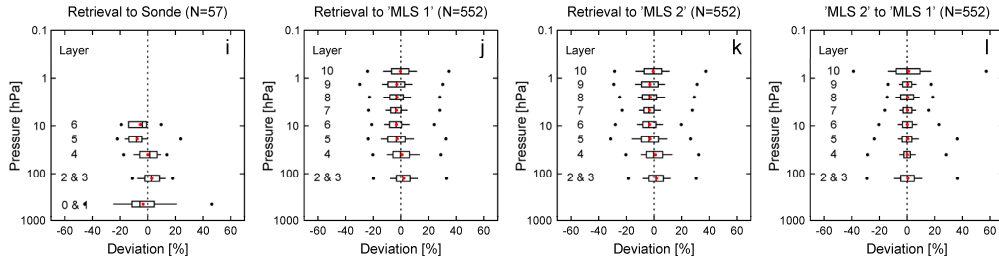 Retrieval to Sonde (N=57)
Retrieval to 'MLS 1' (N=552)
Retrieval to 'MLS 2' (N=552)
'MLS 2' to 'MLS 1' (N=552)
0.1
Layer
i
1
6
10
5
4
100
2 & 3
0 & 1
1000
Pressure [hPa]
-60 -40 -20 0 20 40 60
Deviation [%]
0.1
Layer
j
10
1
9
8
7
6
10
5
4
100
2 & 3
1000
Pressure [hPa]
-60 -40 -20 0 20 40 60
Deviation [%]
0.1
Layer
k
10
1
9
8
7
6
10
5
4
100
2 & 3
1000
Pressure [hPa]
-60 -40 -20 0 20 40 60
Deviation [%]
0.1
Layer
l
10
1
9
8
7
6
10
5
4
100
2 & 3
1000
Pressure [hPa]
-60 -40 -20 0 20 40 60
Deviation [%]